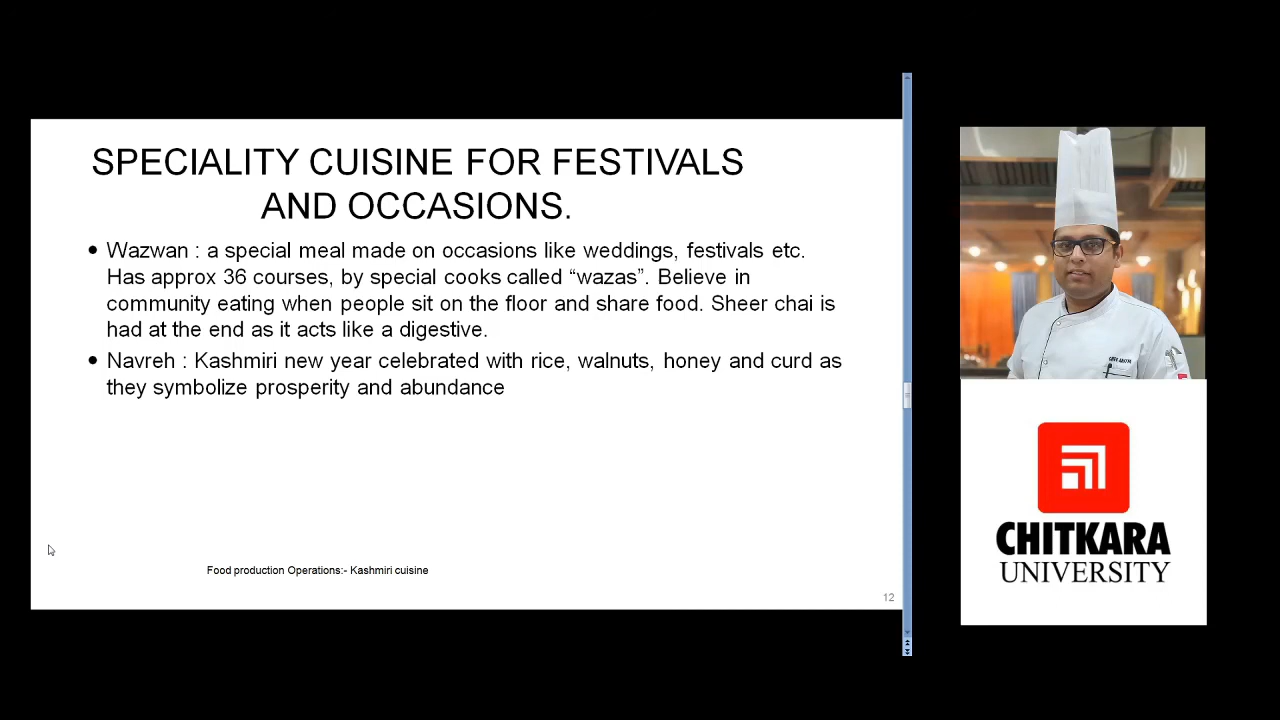 SPECIALITY CUISINE FOR FESTIVALS
AND OCCASIONS.
● Wazwan : a special meal made on occasions like weddings, festivals etc.
Has approx 36 courses, by special cooks called “wazas”. Believe in
community eating when people sit on the floor and share food. Sheer chai is
had at the end as it acts like a digestive.
● Navreh : Kashmiri new year celebrated with rice, walnuts, honey and curd as
they symbolize prosperity and abundance
Food production Operations:- Kashmiri cuisine
12
CHITKARA
UNIVERSITY